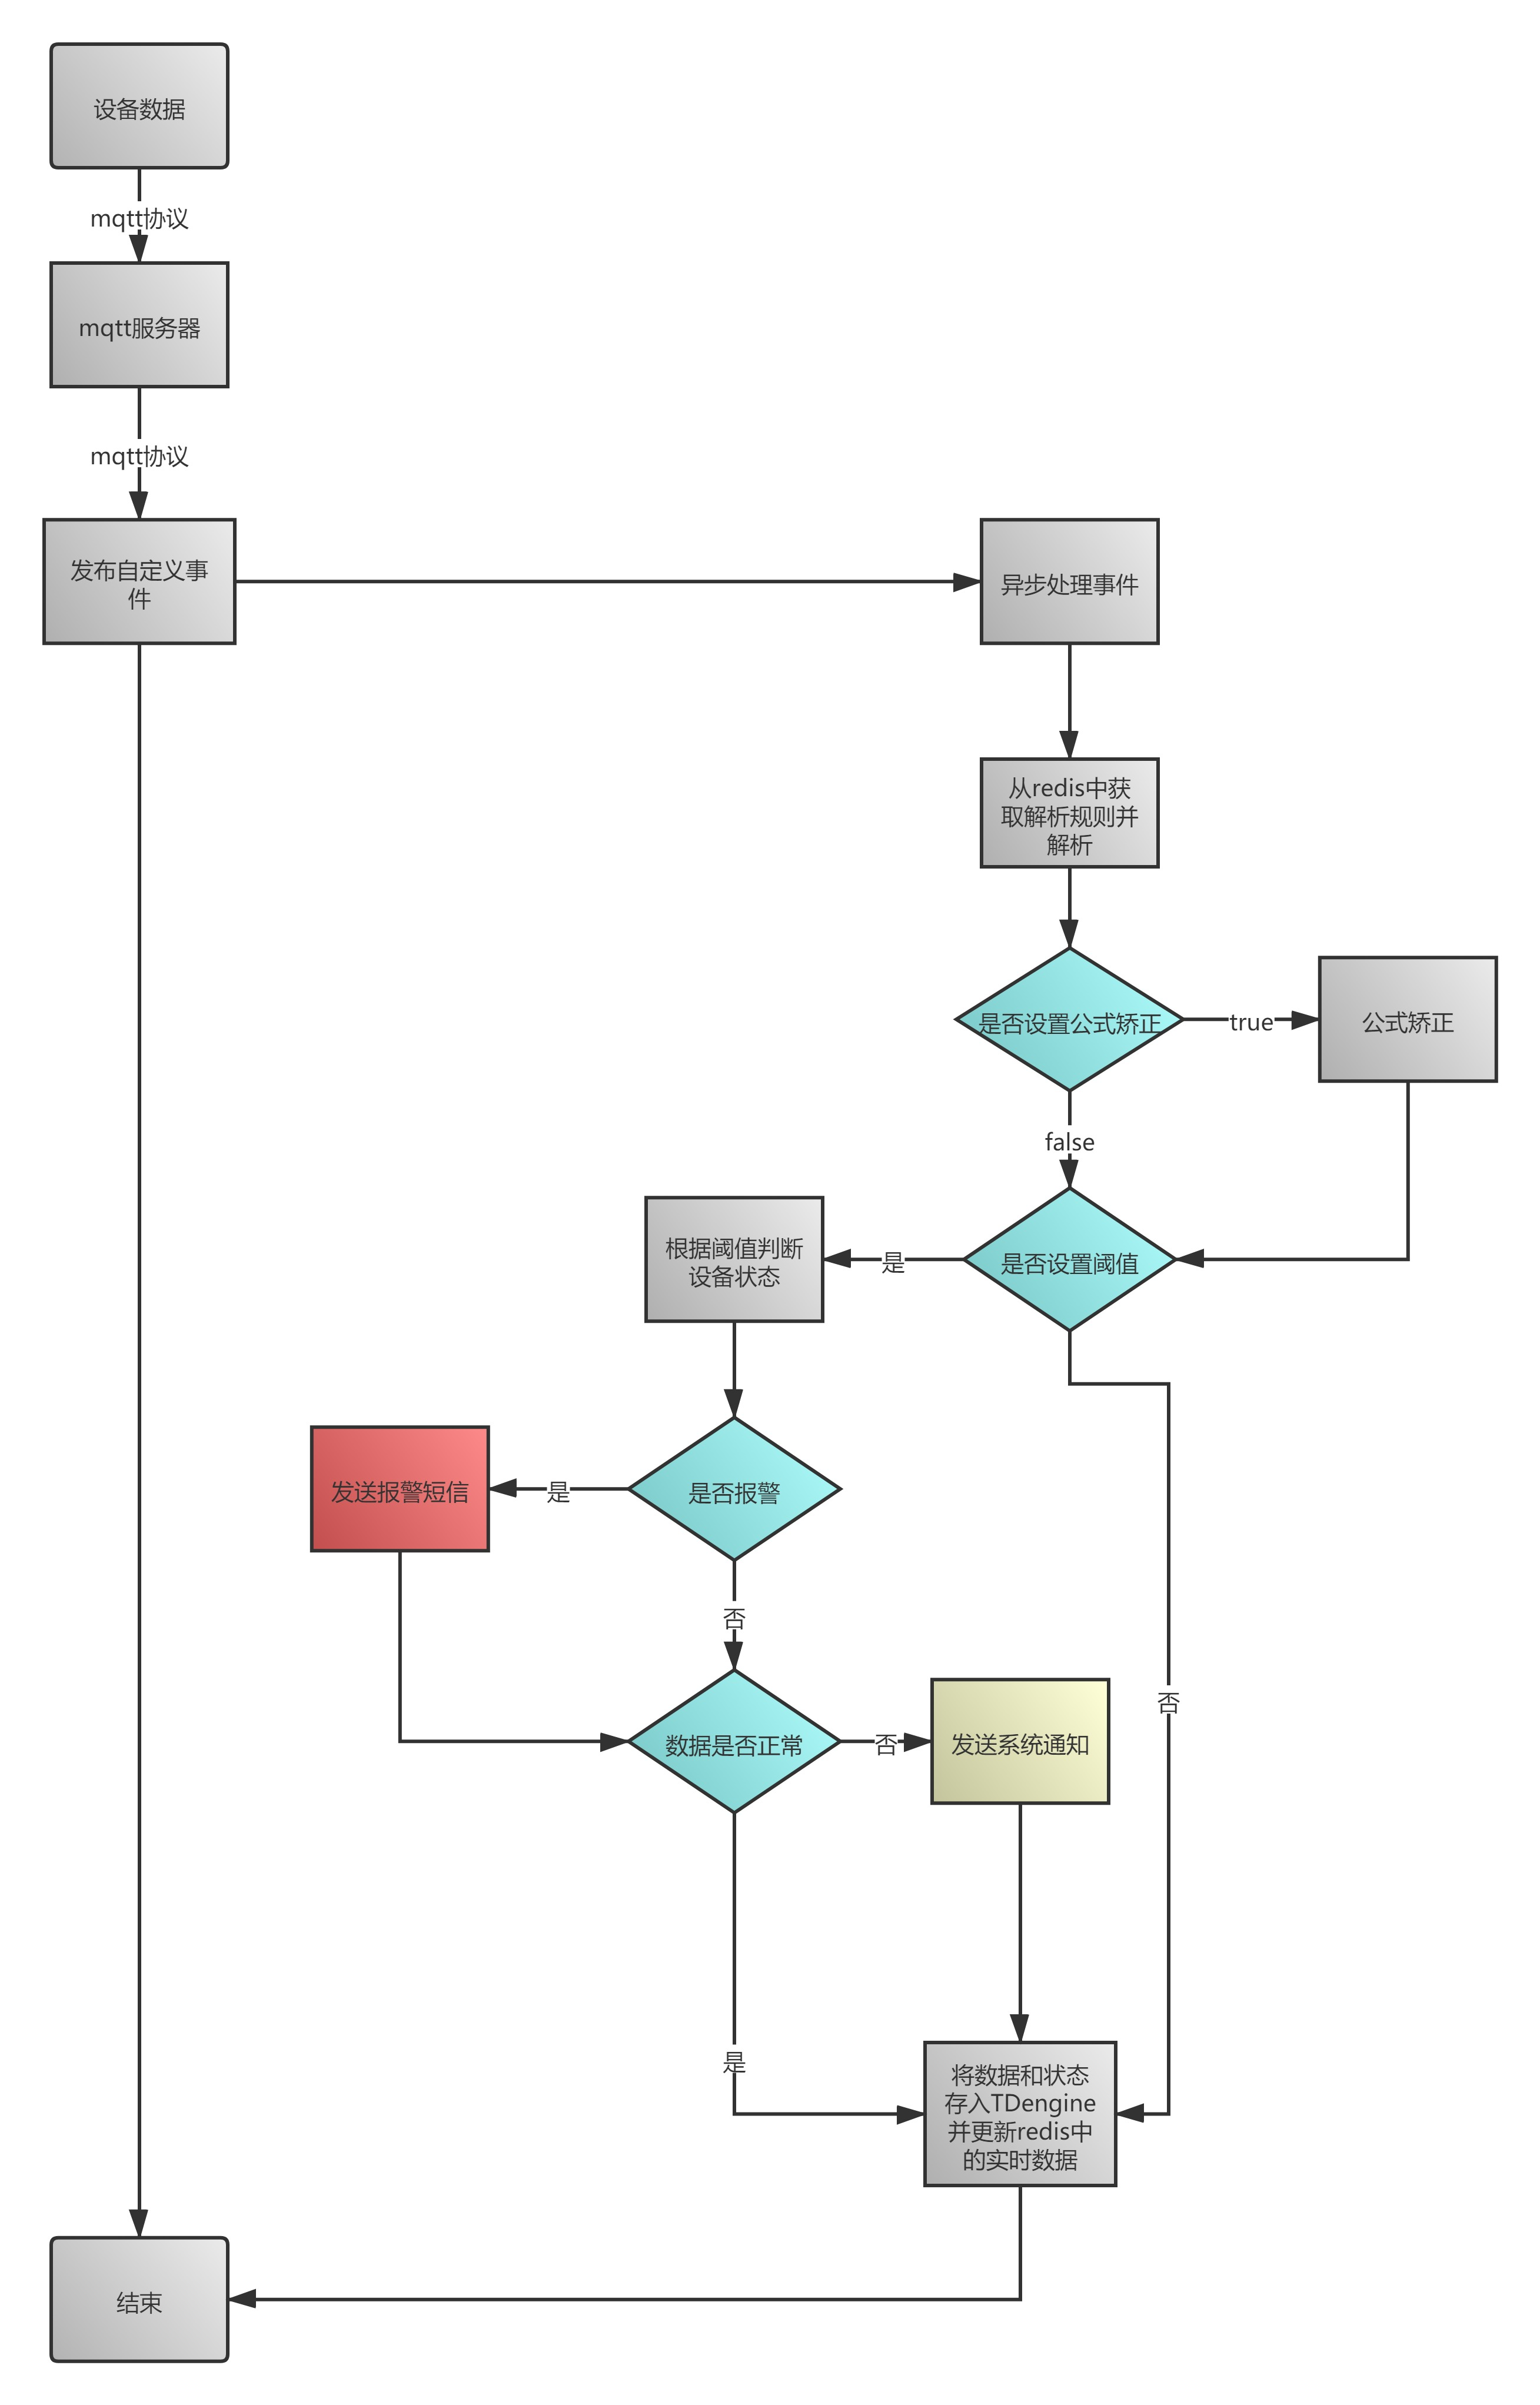 设备数据
mqtt协议
mqtt服务器
mqtt协议
发布自定义事
件
异步处理事件
从redis中获
取解析规则并
解析
是否设置公式矫正
true
公式矫正
false
是否设置阈值
是
根据阈值判断
设备状态
是否报警
是
发送报警短信
否
数据是否正常
否
发送系统通知
否
是
将数据和状态
存入TDengine
并更新redis中
的实时数据
结束